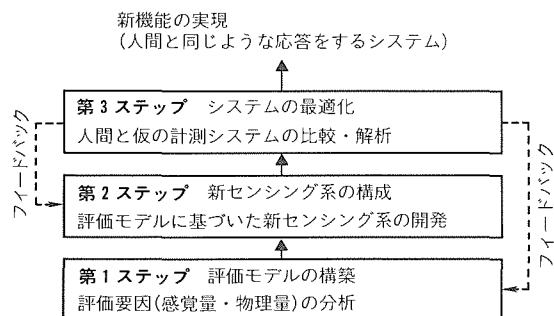 新機能の実現
(人間と同じような応答をするシステム)
第3ステップ システムの最適化
人間と仮の計測システムの比較・解析
フィードバック
第2ステップ 新センシング系の構成
評価モデルに基づいた新センシング系の開発
フィードバック
第1ステップ 評価モデルの構築
評価要因(感覚量・物理量)の分析